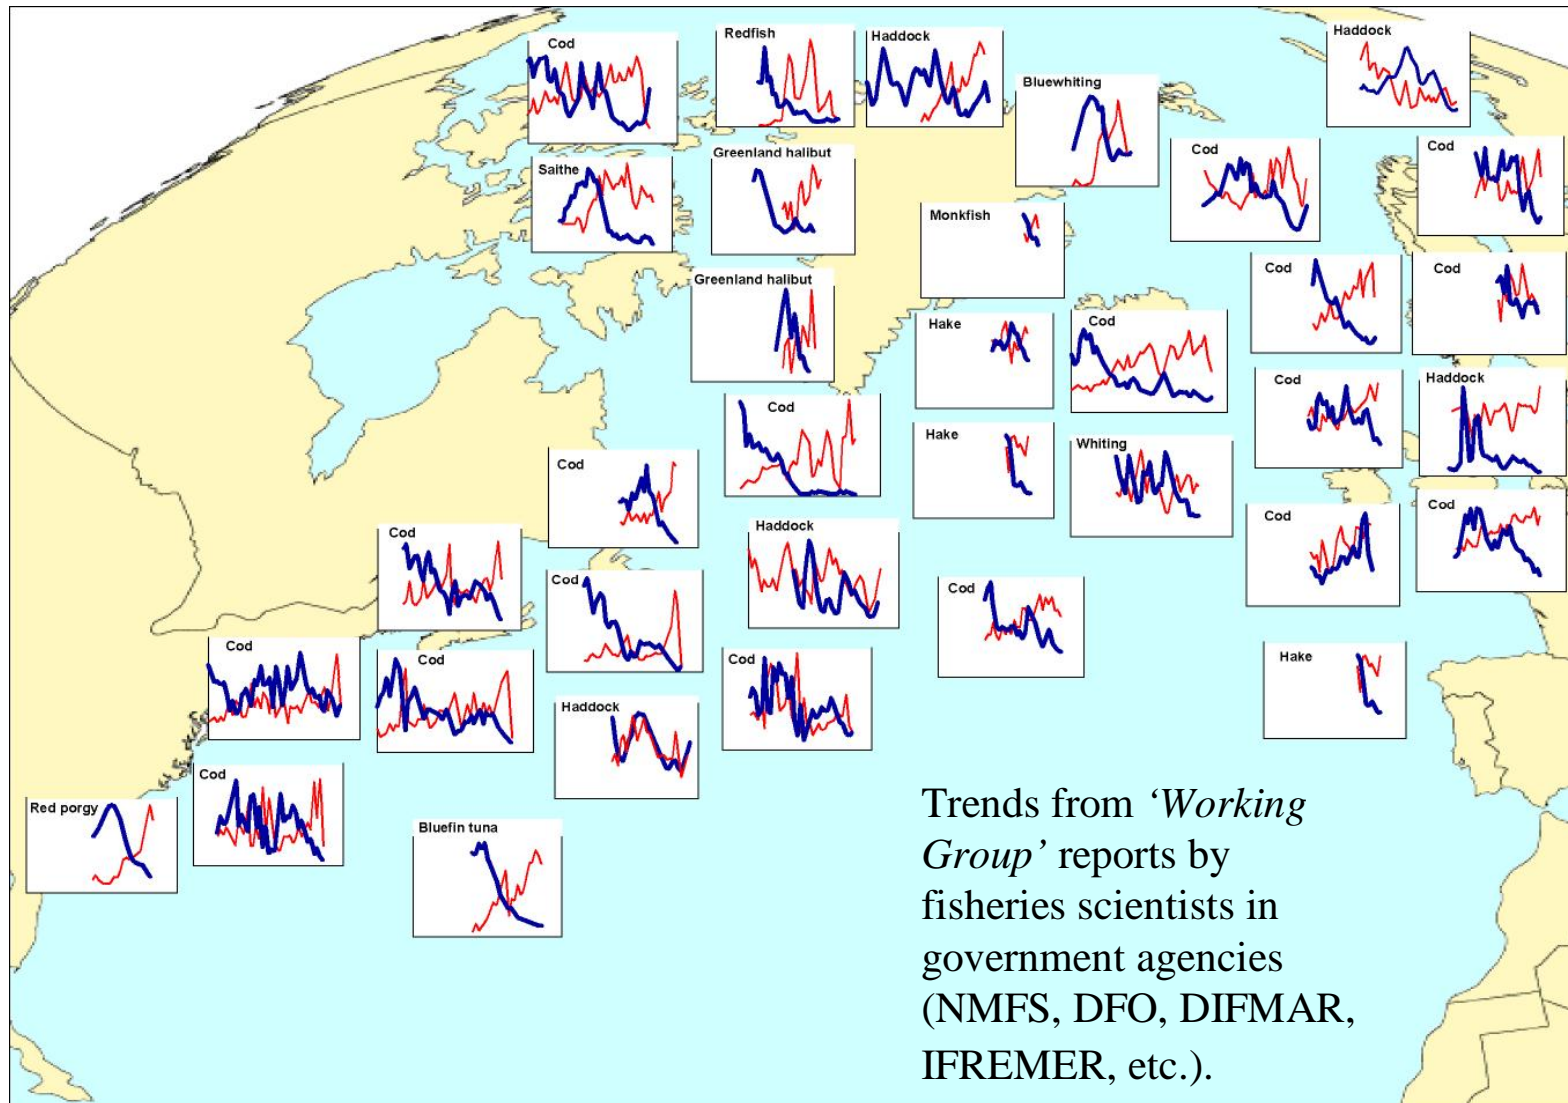 Cod
Redfish
Haddock
Haddock
Bluewhiting
Saithe
Greenland halibut
Cod
Cod
Monkfish
Greenland halibut
Cod
Cod
Hake
Cod
Cod
Haddock
Cod
Hake
Whiting
Cod
Cod
Cod
Cod
Haddock
Cod
Cod
Cod
Cod
Cod
Hake
Haddock
Cod
Red porgy
Bluefin tuna
Trends from ‘Working
Group’ reports by
fisheries scientists in
government agencies
(NMFS, DFO, DIFMAR,
IFREMER, etc.).